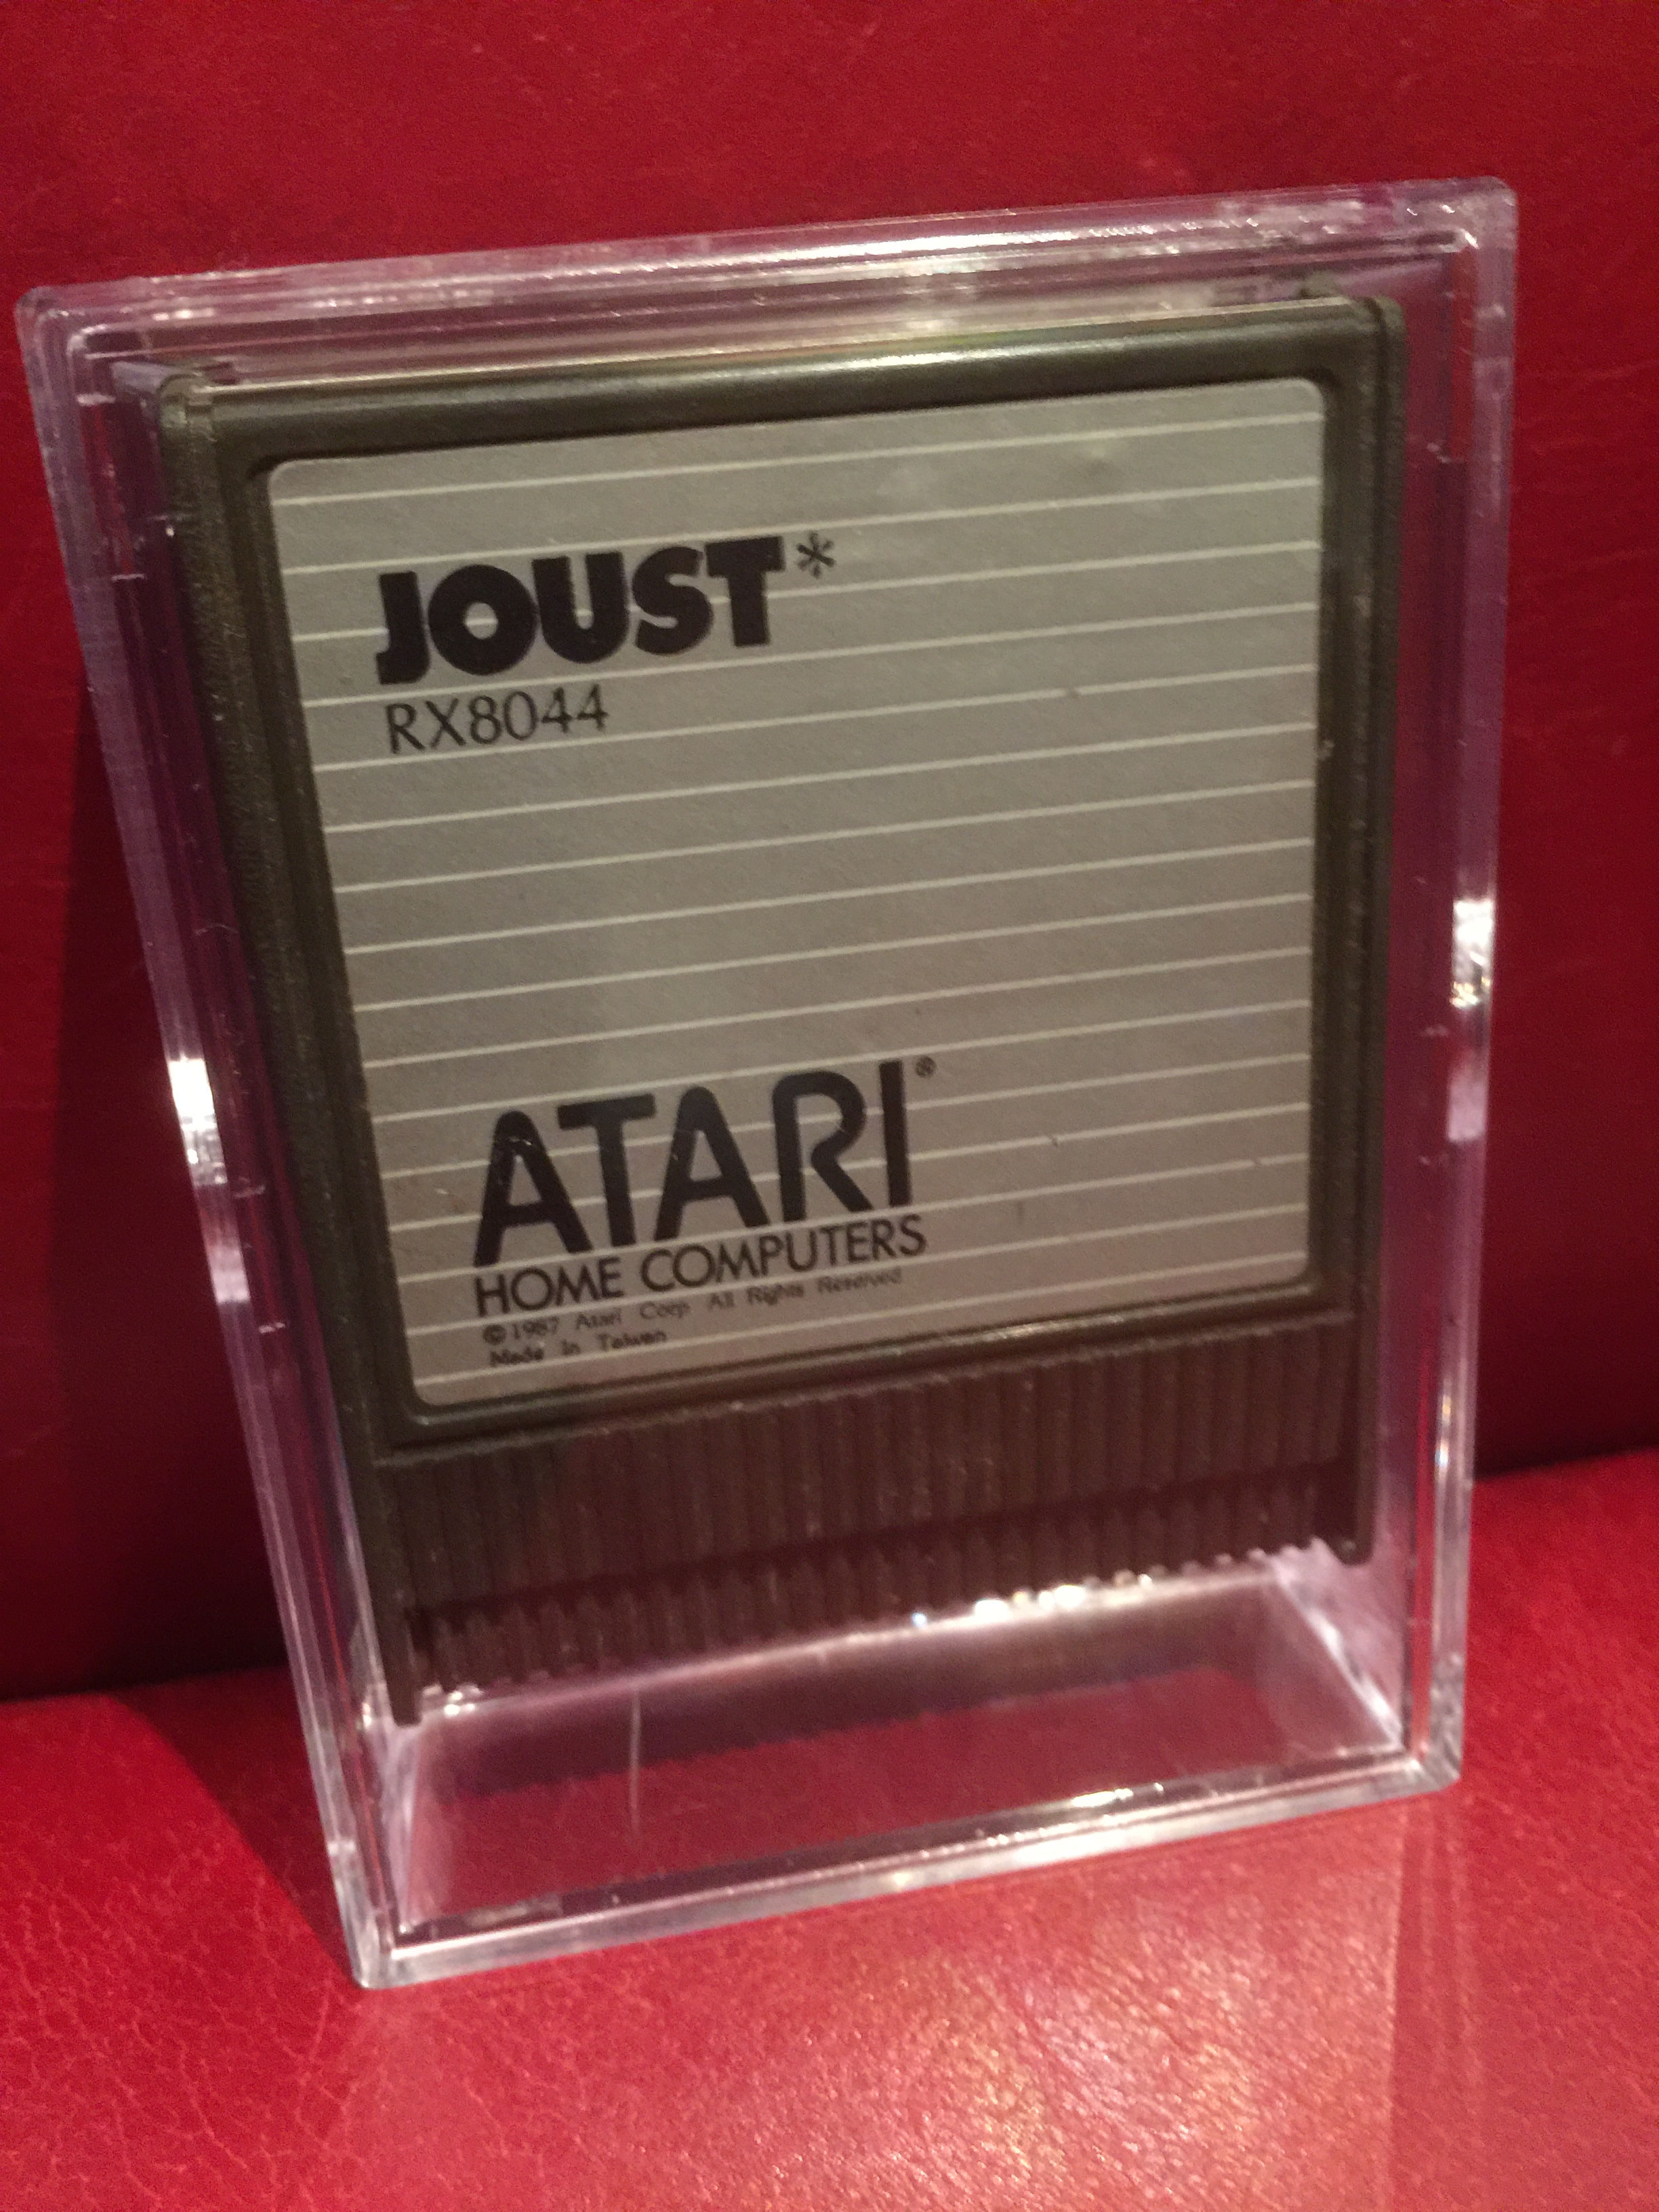 JOUST*
RX8044
ATARI®
HOME COMPUTERS
©1987 Atari Corp. All Rights Reserved
Made In Taiwan